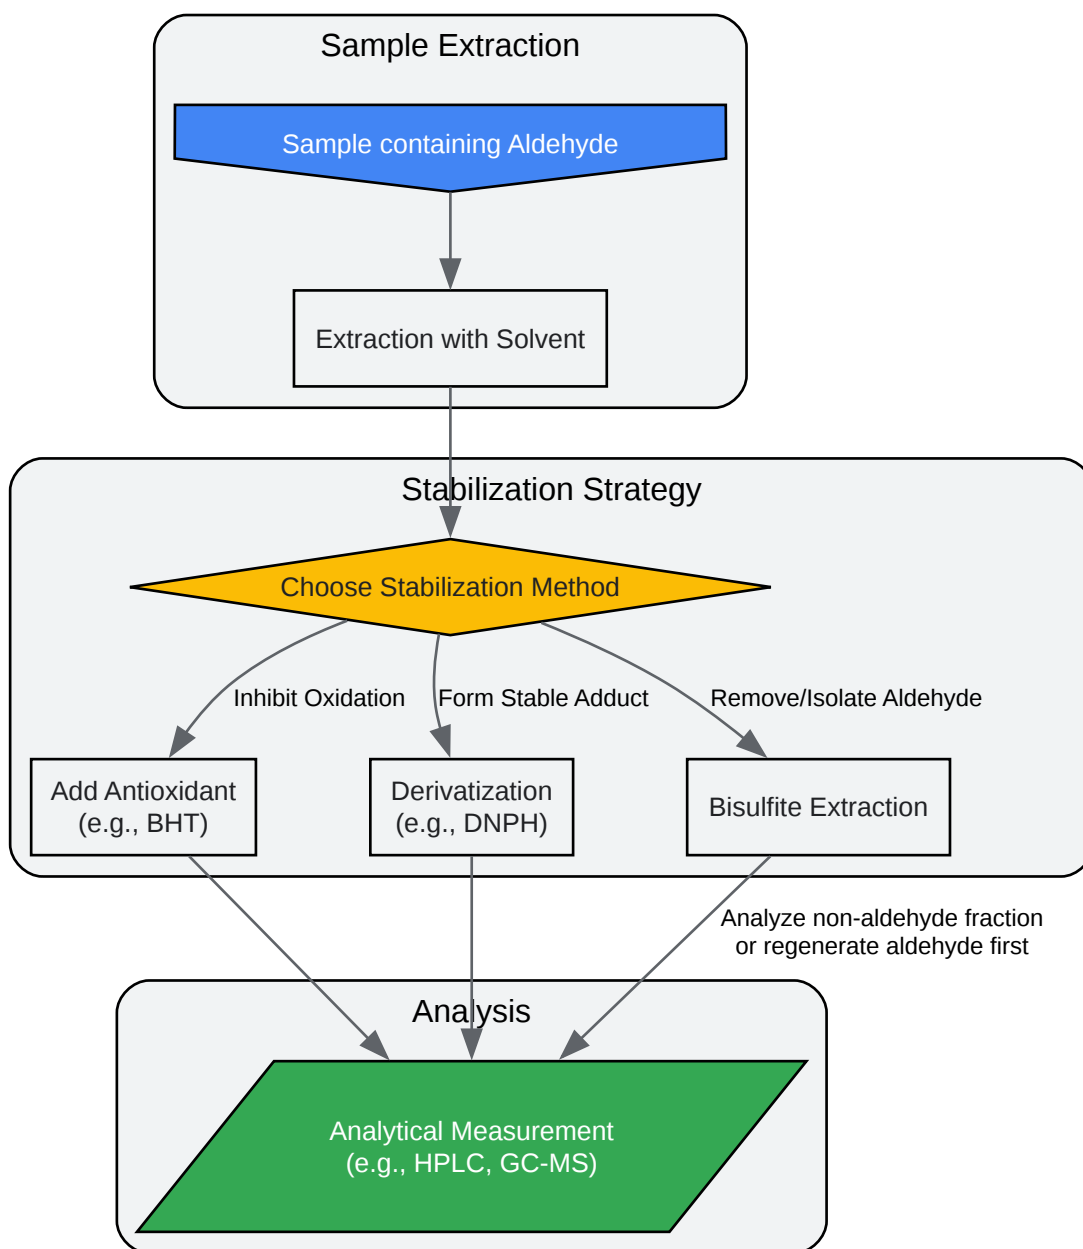 Sample Extraction
Sample containing Aldehyde
Extraction with Solvent
Stabilization Strategy
Choose Stabilization Method
Inhibit Oxidation
Form Stable Adduct
Remove/Isolate Aldehyde
Add Antioxidant
(e.g., BHT)
Derivatization
(e.g., DNPH)
Bisulfite Extraction
Analyze non-aldehyde fraction
or regenerate aldehyde first
Analysis
Analytical Measurement
(e.g., HPLC, GC-MS)